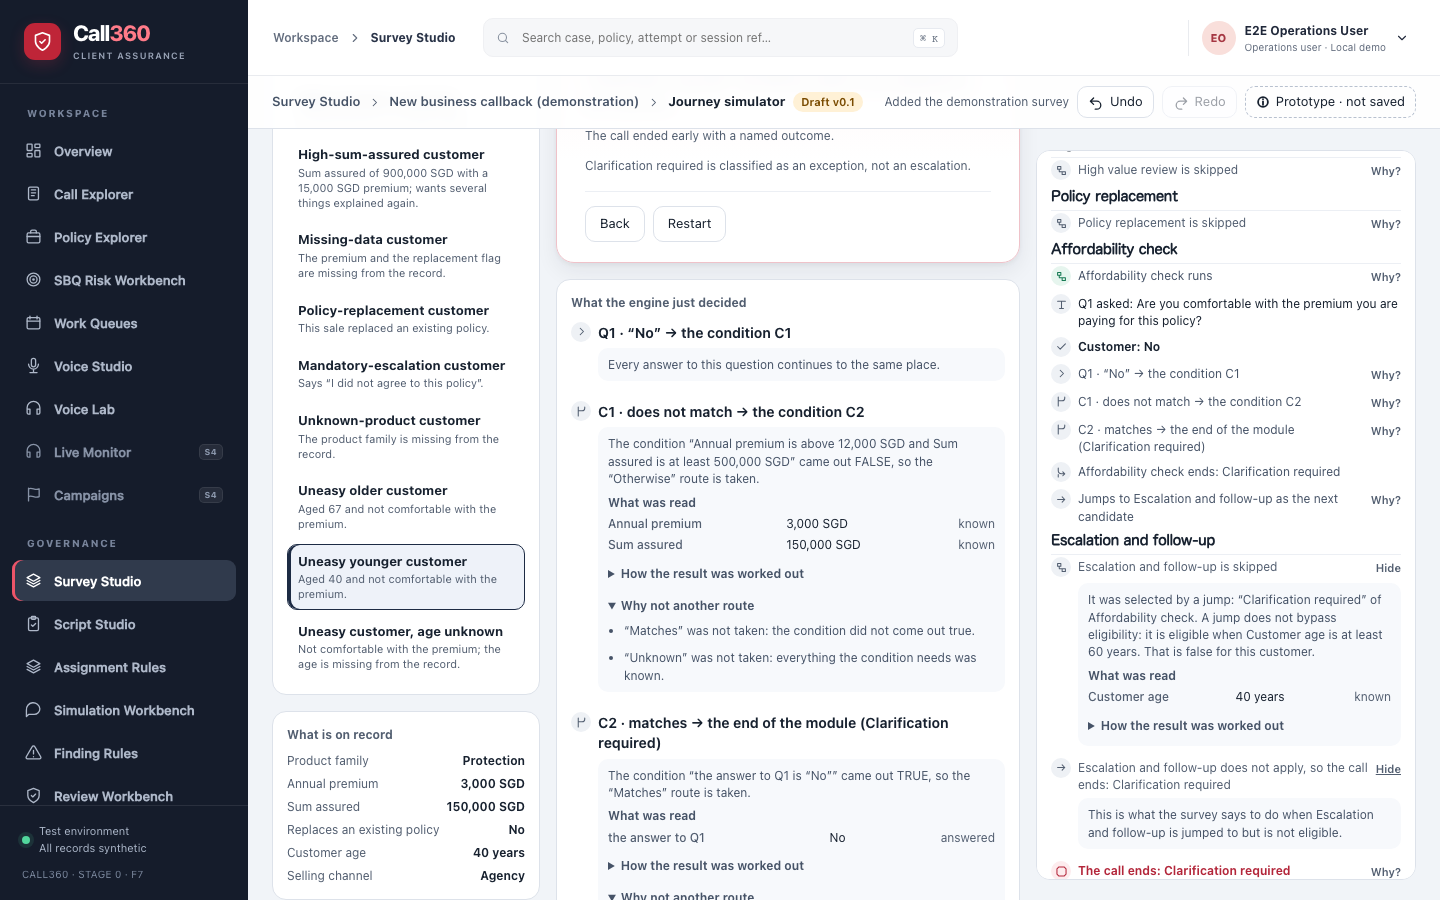 Call360
CLIENT ASSURANCE
WORKSPACE
Overview
Call Explorer
Policy Explorer
SBQ Risk Workbench
Work Queues
Voice Studio
Voice Lab
Live Monitor S4
Campaigns S4
GOVERNANCE
Survey Studio
Script Studio
Assignment Rules
Simulation Workbench
Finding Rules
Review Workbench
Test environment
All records synthetic
CALL360 · STAGE 0 · F7
Workspace > Survey Studio
Search case, policy, attempt or session ref...
⌘ K
EO
E2E Operations User
Operations user · Local demo
Survey Studio > New business callback (demonstration) > Journey simulator
Draft v0.1
Added the demonstration survey
Undo
Redo
Prototype · not saved
High-sum-assured customer
Sum assured of 900,000 SGD with a
15,000 SGD premium; wants several
things explained again.
Missing-data customer
The premium and the replacement flag
are missing from the record.
Policy-replacement customer
This sale replaced an existing policy.
Mandatory-escalation customer
Says “I did not agree to this policy”.
Unknown-product customer
The product family is missing from the
record.
Uneasy older customer
Aged 67 and not comfortable with the
premium.
Uneasy younger customer
Aged 40 and not comfortable with the
premium.
Uneasy customer, age unknown
Not comfortable with the premium; the
age is missing from the record.
What is on record
Product family Protection
Annual premium 3,000 SGD
Sum assured 150,000 SGD
Replaces an existing policy No
Customer age 40 years
Selling channel Agency
The call ended early with a named outcome.
Clarification required is classified as an exception, not an escalation.
Back
Restart
What the engine just decided
Q1 · “No” → the condition C1
Every answer to this question continues to the same place.
C1 · does not match → the condition C2
The condition “Annual premium is above 12,000 SGD and Sum
assured is at least 500,000 SGD” came out FALSE, so the
“Otherwise” route is taken.
What was read
Annual premium 3,000 SGD known
Sum assured 150,000 SGD known
▶ How the result was worked out
▼ Why not another route
• “Matches” was not taken: the condition did not come out true.
• “Unknown” was not taken: everything the condition needs was
known.
C2 · matches → the end of the module (Clarification
required)
The condition “the answer to Q1 is “No”” came out TRUE, so the
“Matches” route is taken.
What was read
the answer to Q1 No answered
▶ How the result was worked out
▼ Why not another route
High value review is skipped Why?
Policy replacement
Policy replacement is skipped Why?
Affordability check
Affordability check runs Why?
Q1 asked: Are you comfortable with the premium you are
paying for this policy?
Customer: No
Q1 · “No” → the condition C1 Why?
C1 · does not match → the condition C2 Why?
C2 · matches → the end of the module
(Clarification required) Why?
Affordability check ends: Clarification required
Jumps to Escalation and follow-up as the next
candidate Why?
Escalation and follow-up
Escalation and follow-up is skipped Hide
It was selected by a jump: “Clarification required” of
Affordability check. A jump does not bypass
eligibility: it is eligible when Customer age is at least
60 years. That is false for this customer.
What was read
Customer age 40 years known
▶ How the result was worked out
Escalation and follow-up does not apply, so the call
ends: Clarification required Hide
This is what the survey says to do when Escalation
and follow-up is jumped to but is not eligible.
The call ends: Clarification required Why?